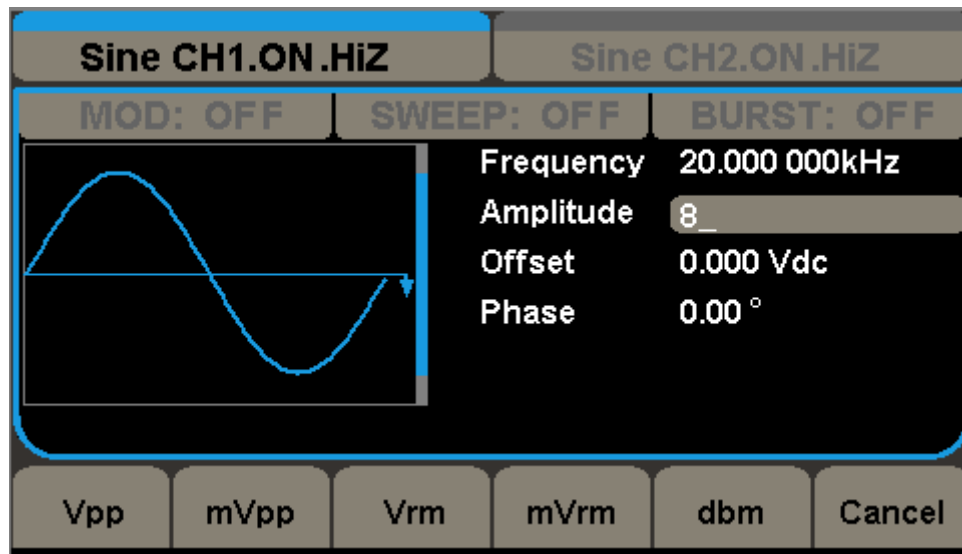 Sine CH1.ON.HiZ Sine CH2.ON.HiZ
MOD: OFF SWEEP: OFF BURST: OFF
Frequency 20.000 000kHz
Amplitude 8_
Offset 0.000 Vdc
Phase 0.00 °
Vpp mVpp Vrm mVrm dbm Cancel